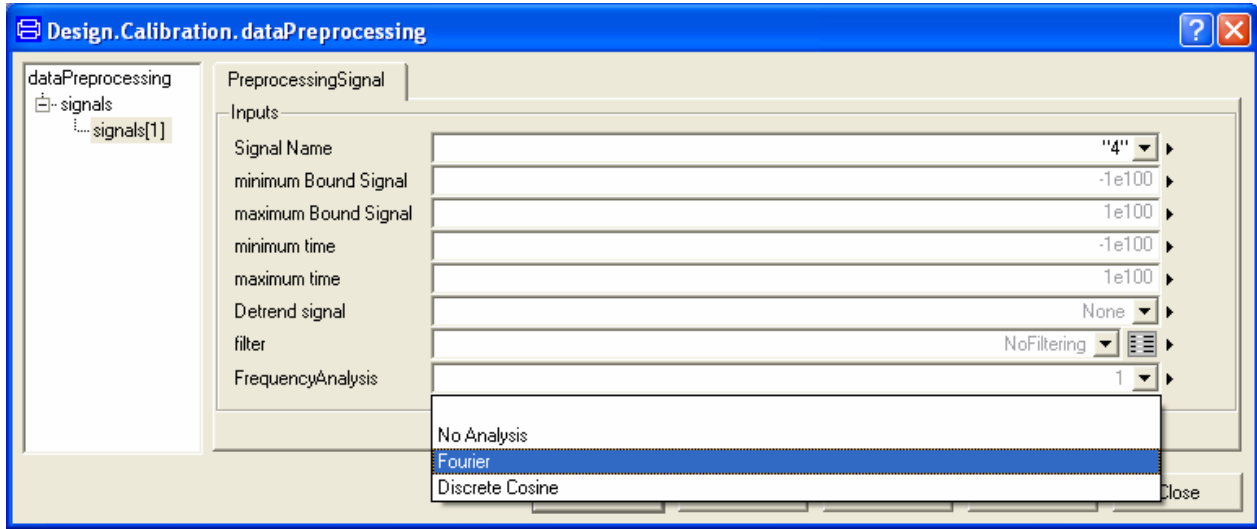 Design.Calibration.dataPreprocessing
dataPreprocessing
signals
signals[1]
PreprocessingSignal
Inputs
Signal Name "4"
minimum Bound Signal -1e100
maximum Bound Signal 1e100
minimum time -1e100
maximum time 1e100
Detrend signal None
filter NoFiltering
FrequencyAnalysis 1
No Analysis
Fourier
Discrete Cosine
Close